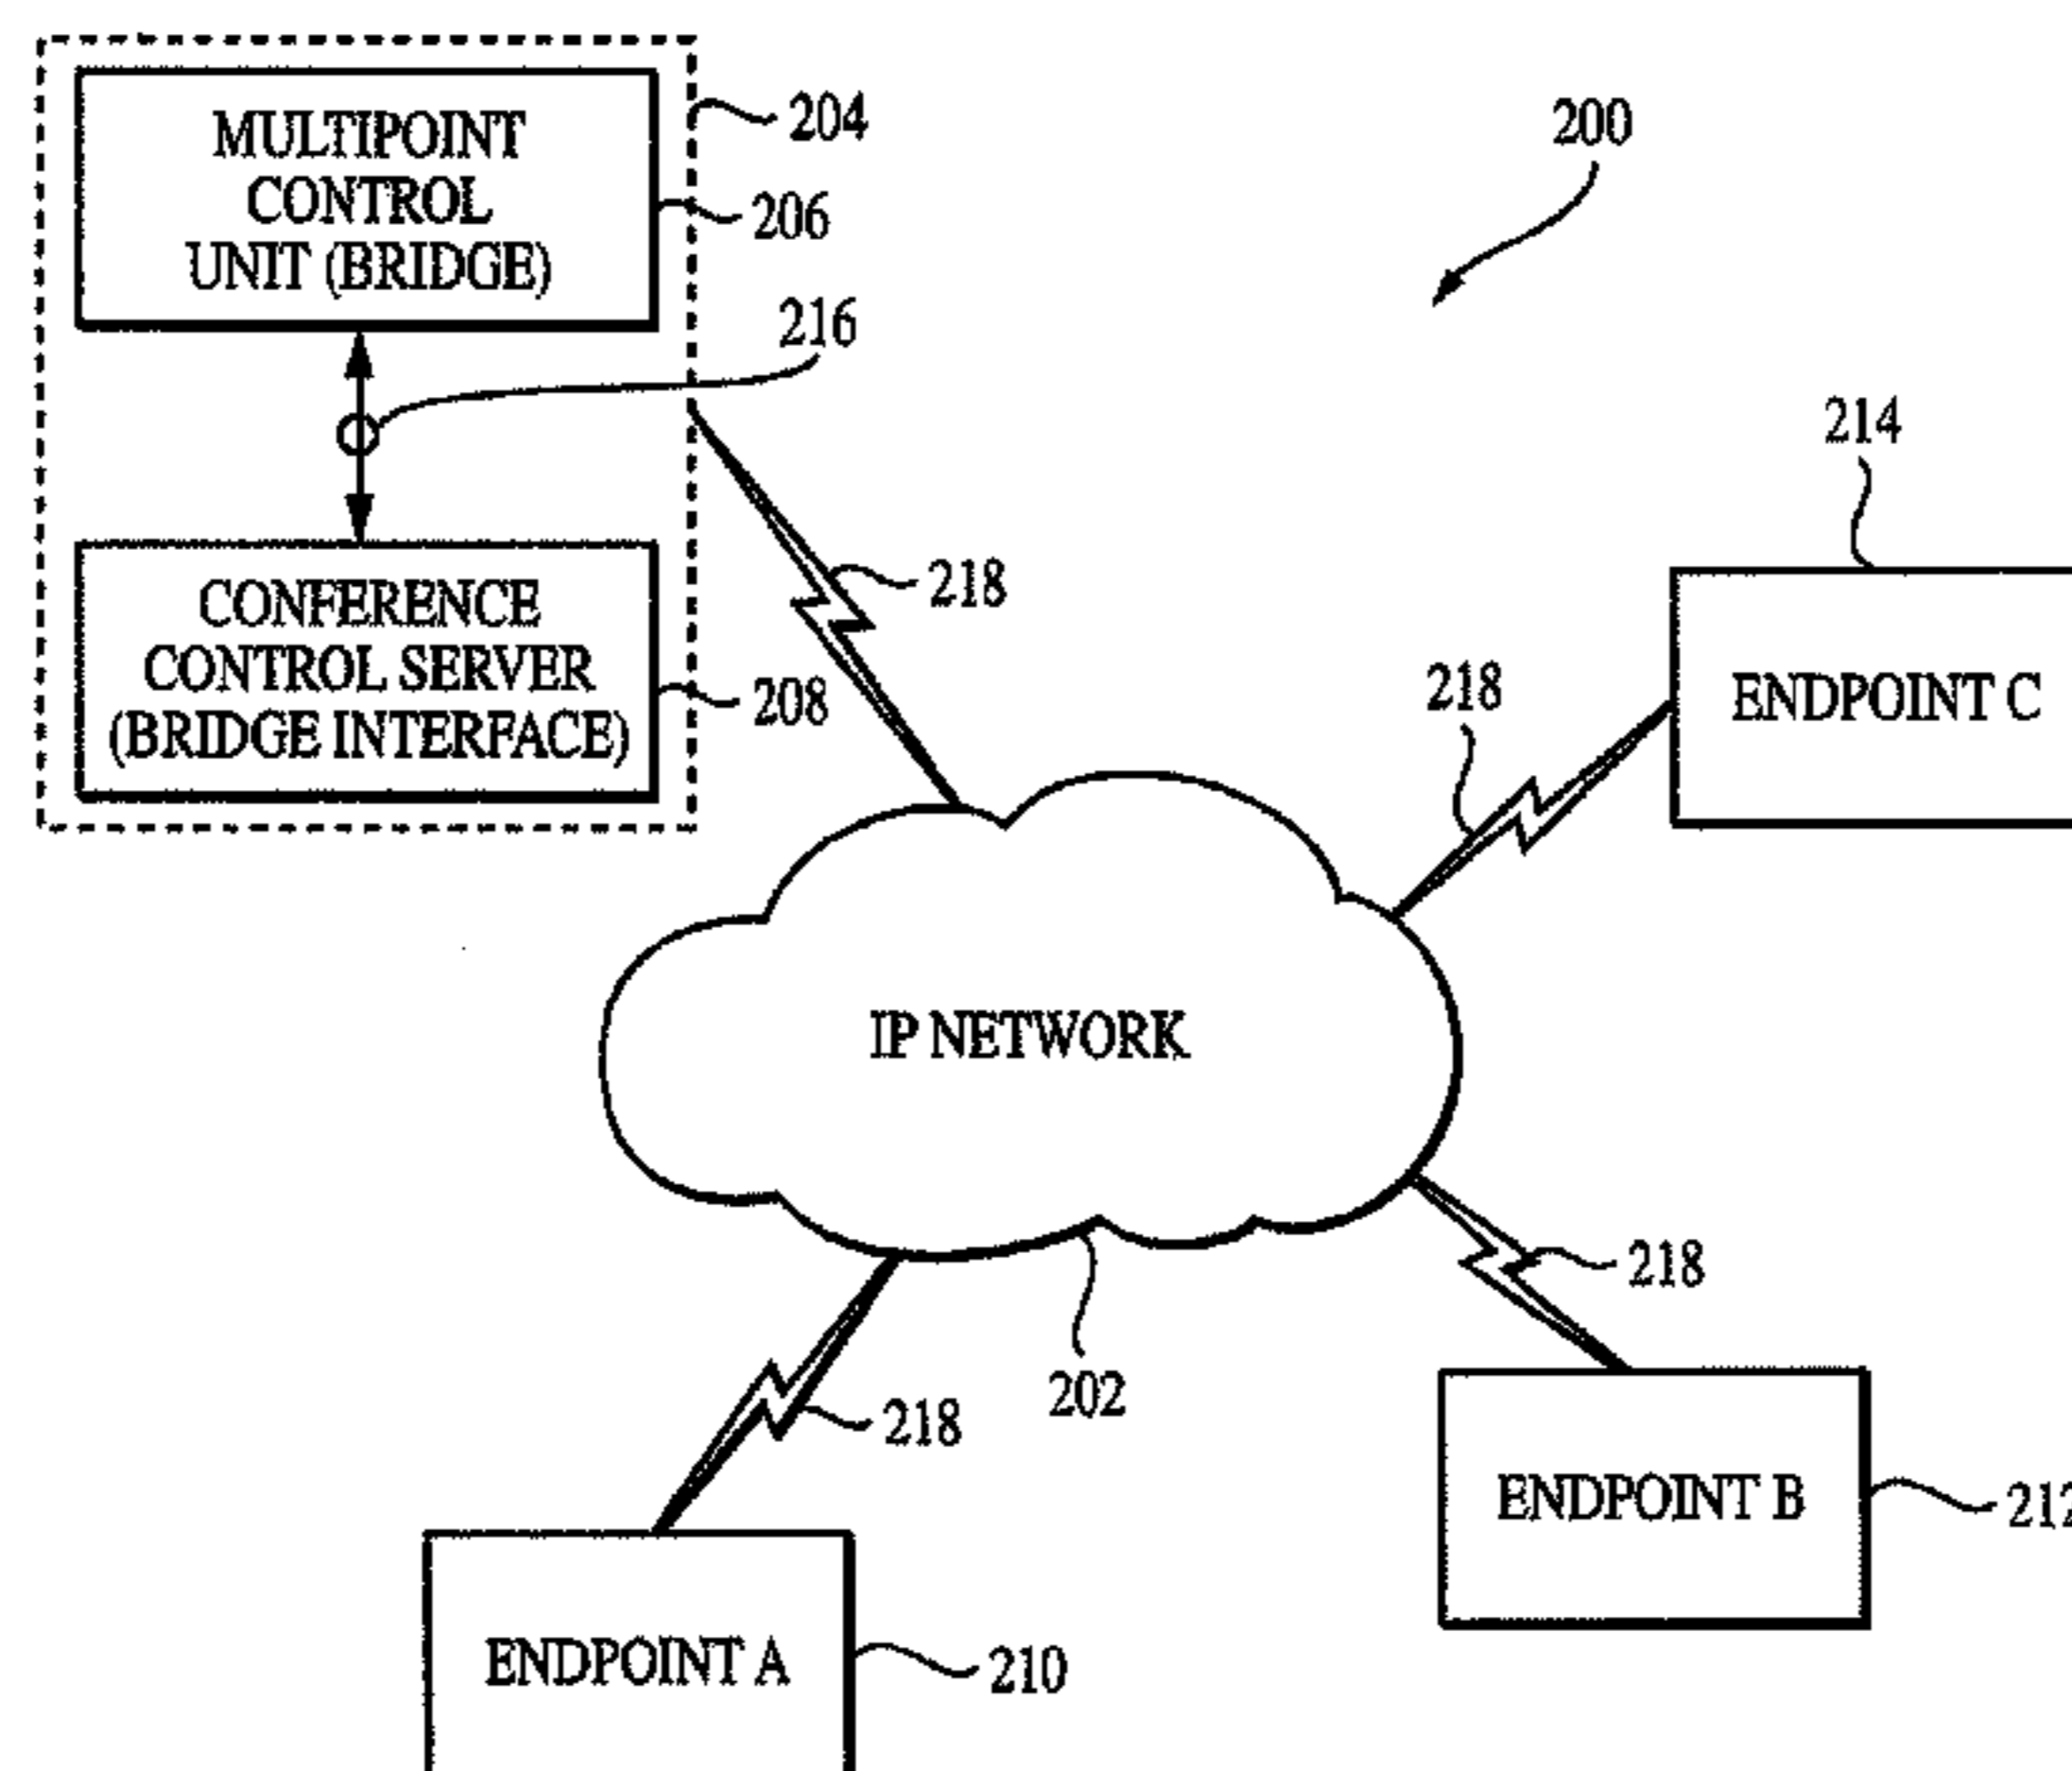 MULTIPOINT
CONTROL
UNIT (BRIDGE)
204
206
200
216
CONFERENCE
CONTROL SERVER
(BRIDGE INTERFACE)
208
218
214
218
ENDPOINT C
IP NETWORK
218
202
218
ENDPOINT B
212
ENDPOINT A
210